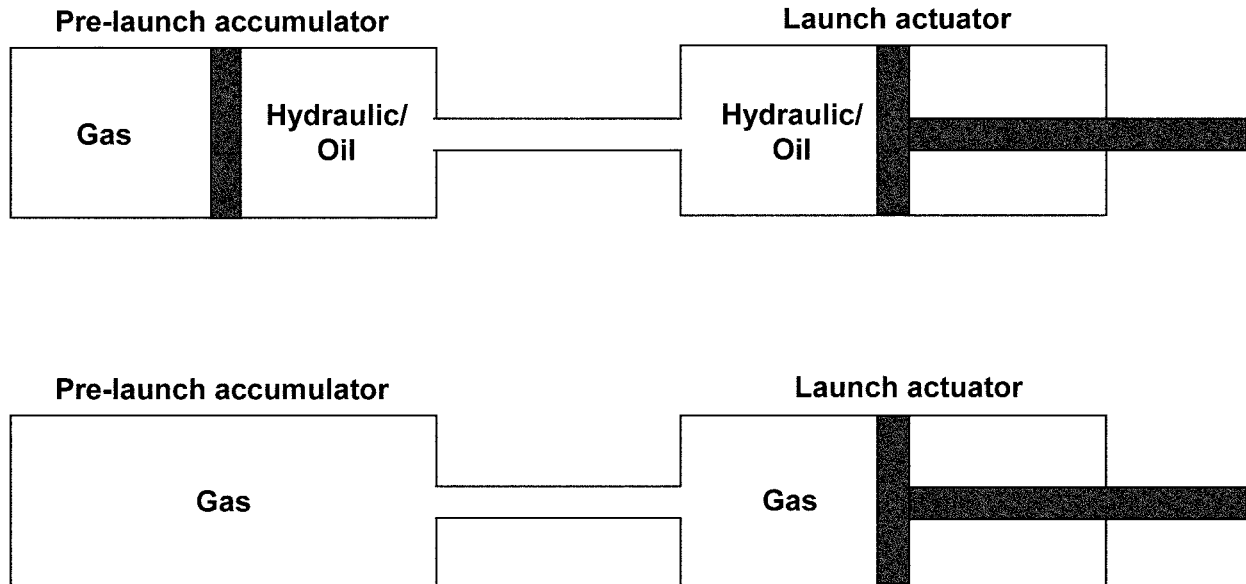 Pre-launch accumulator
Launch actuator
Gas
Hydraulic/
Oil
Hydraulic/
Oil
Pre-launch accumulator
Launch actuator
Gas
Gas